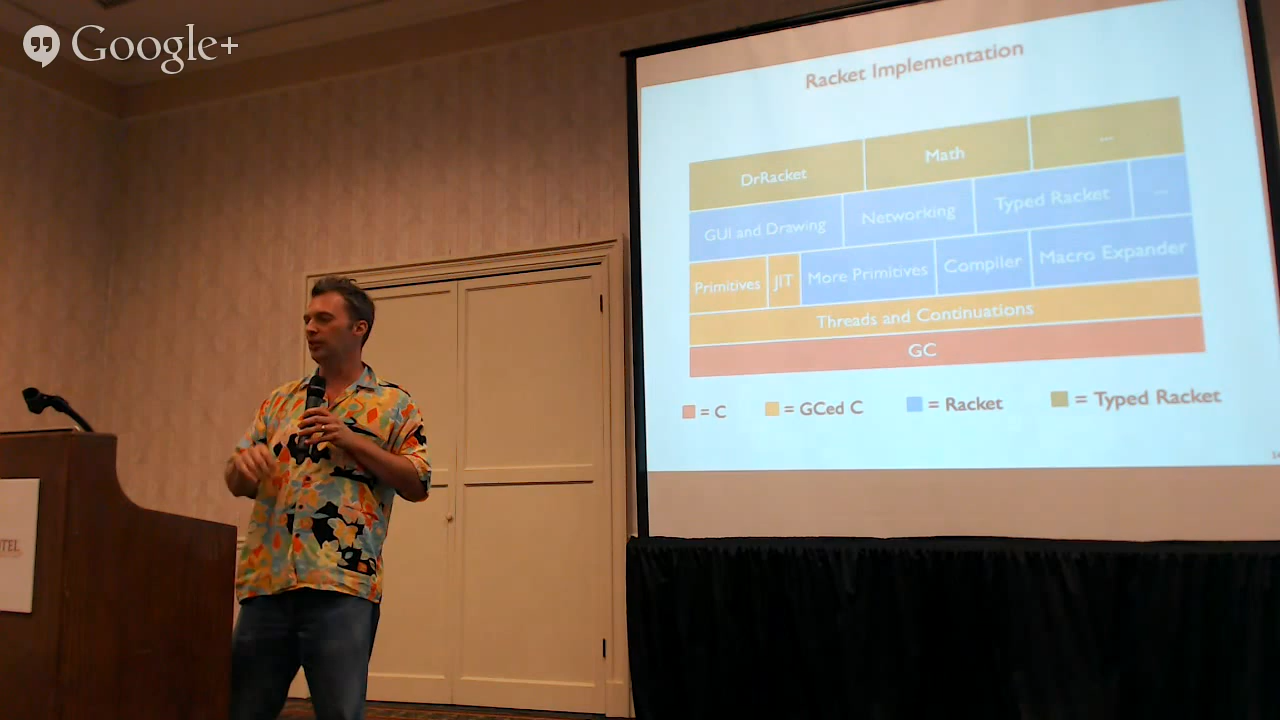 Google+
Racket Implementation
DrRacket Math ...
GUI and Drawing Networking Typed Racket ...
Primitives JIT More Primitives Compiler Macro Expander
Threads and Continuations
GC
= C = GCed C = Racket = Typed Racket